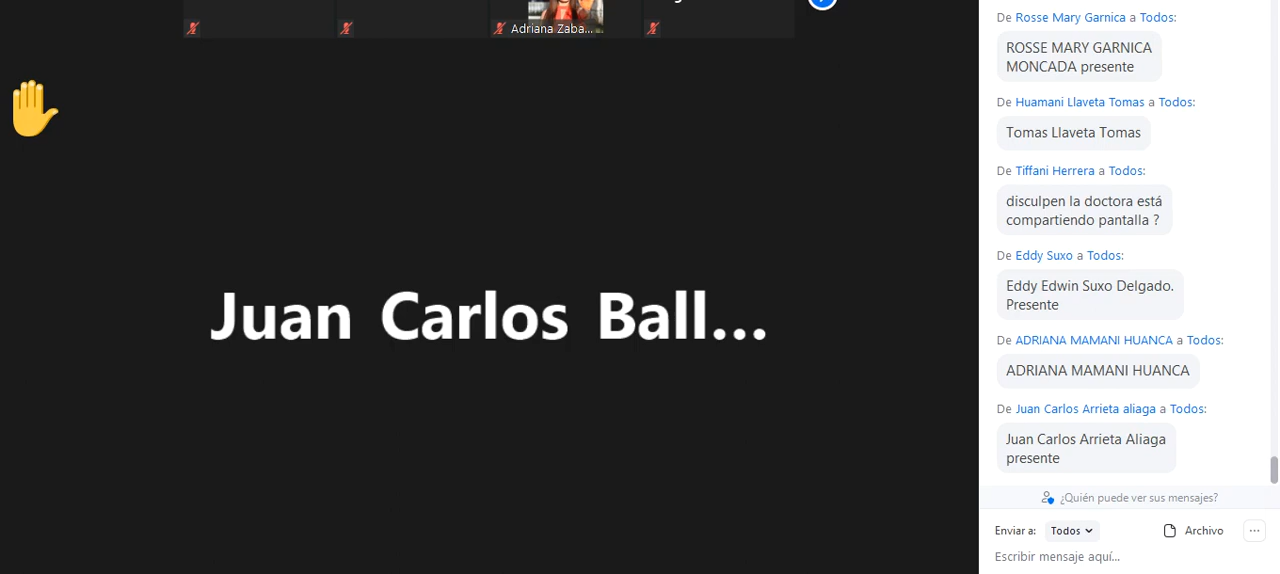 Adriana Zaba...
Juan Carlos Ball...
De Rosse Mary Garnica a Todos:
ROSSE MARY GARNICA
MONCADA presente
De Huamani Llaveta Tomas a Todos:
Tomas Llaveta Tomas
De Tiffani Herrera a Todos:
disculpen la doctora está
compartiendo pantalla ?
De Eddy Suxo a Todos:
Eddy Edwin Suxo Delgado.
Presente
De ADRIANA MAMANI HUANCA a Todos:
ADRIANA MAMANI HUANCA
De Juan Carlos Arrieta aliaga a Todos:
Juan Carlos Arrieta Aliaga
presente
¿Quién puede ver sus mensajes?
Enviar a: Todos Archivo
Escribir mensaje aquí...